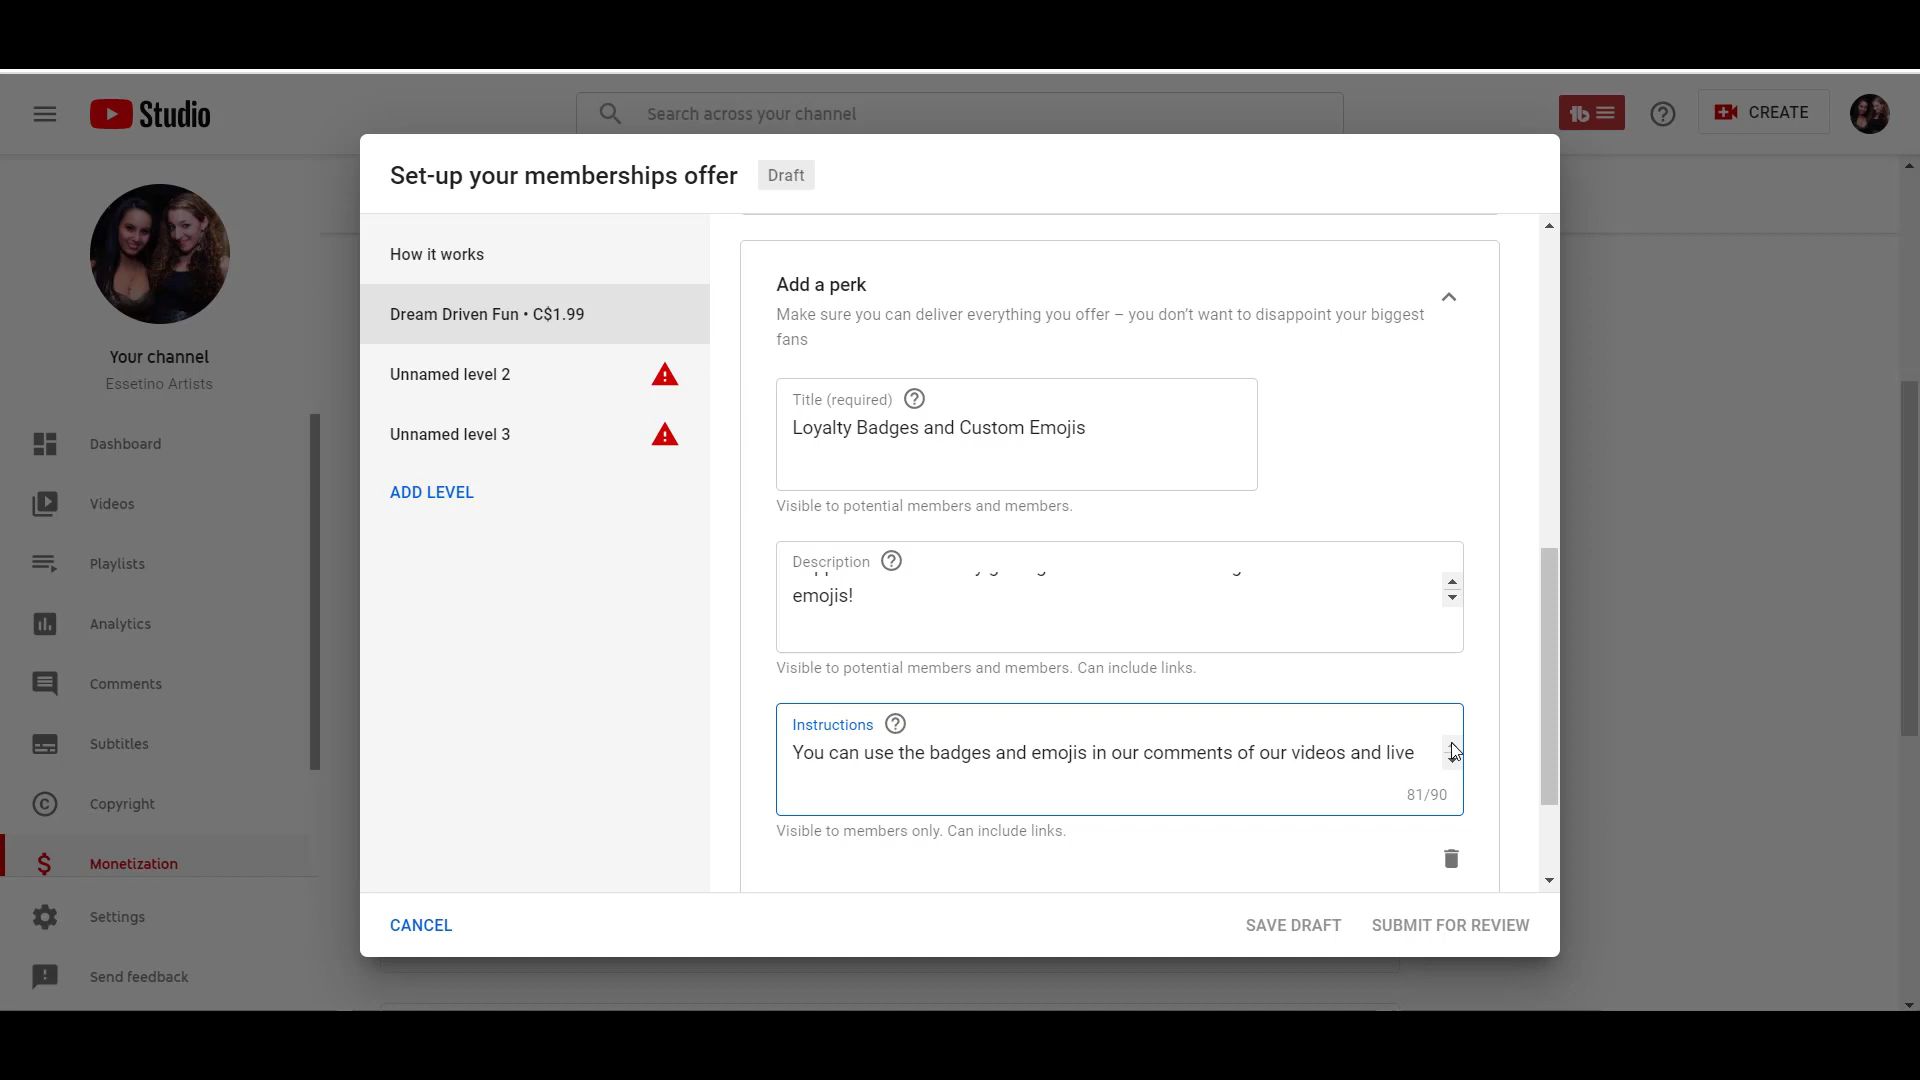 Studio
Search across your channel
CREATE
Set-up your memberships offer
Draft
How it works
Dream Driven Fun • C$1.99
Unnamed level 2
Unnamed level 3
ADD LEVEL
Your channel
Essetino Artists
Dashboard
Videos
Playlists
Analytics
Comments
Subtitles
Copyright
Monetization
Settings
Send feedback
Add a perk
Make sure you can deliver everything you offer – you don't want to disappoint your biggest
fans
Title (required)
Loyalty Badges and Custom Emojis
Visible to potential members and members.
Description
emojis!
Visible to potential members and members. Can include links.
Instructions
You can use the badges and emojis in our comments of our videos and live
81/90
Visible to members only. Can include links.
CANCEL
SAVE DRAFT
SUBMIT FOR REVIEW